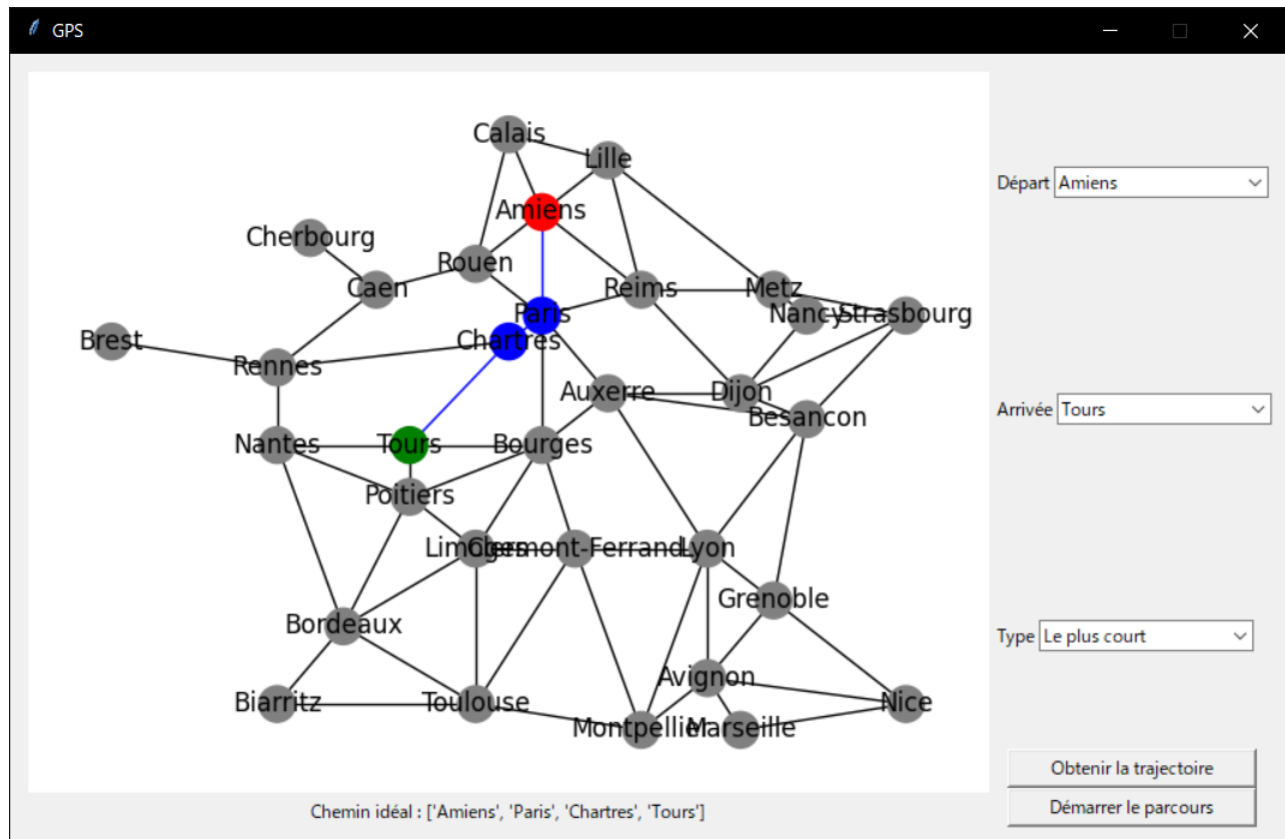 GPS
Calais
Lille
Départ Amiens
Amiens
Cherbourg
Rouen
Caen
Reims
Metz
Paris
Nancy
Strasbourg
Brest
Chartres
Rennes
Auxerre
Dijon
Arrivée Tours
Besancon
Nantes
Tours
Bourges
Poitiers
Limoges
Clermont-Ferrand
Lyon
Grenoble
Bordeaux
Type Le plus court
Avignon
Biarritz
Toulouse
Nice
Montpellier
Marseille
Obtenir la trajectoire
Démarrer le parcours
Chemin idéal : ['Amiens', 'Paris', 'Chartres', 'Tours']